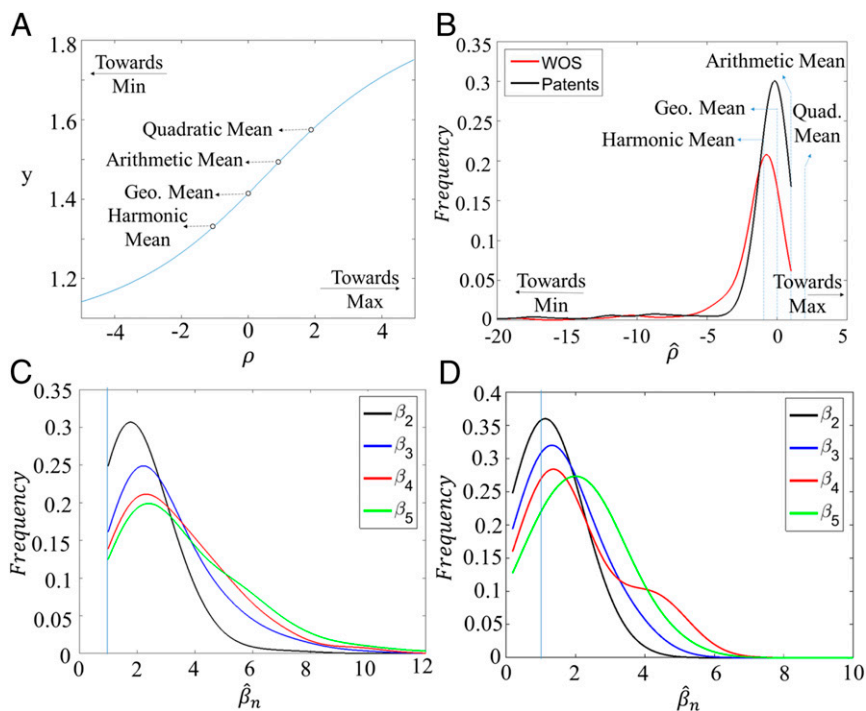 A
1.8
1.6
1.4
1.2
y
Towards
Min
Quadratic Mean
Arithmetic Mean
Geo. Mean
Harmonic
Mean
Towards
Max
-4 -2 0 2 4
ρ
B
0.35
0.3
0.25
0.2
0.15
0.1
0.05
0
Frequency
WOS
Patents
Arithmetic Mean
Geo. Mean
Quad.
Mean
Harmonic Mean
Towards
Min
Towards
Max
-20 -15 -10 -5 0 5
ρ̂
C
0.35
0.3
0.25
0.2
0.15
0.1
0.05
0
Frequency
β2
β3
β4
β5
2 4 6 8 10 12
β̂n
D
0.4
0.35
0.3
0.25
0.2
0.15
0.1
0.05
0
Frequency
β2
β3
β4
β5
2 4 6 8 10
β̂n